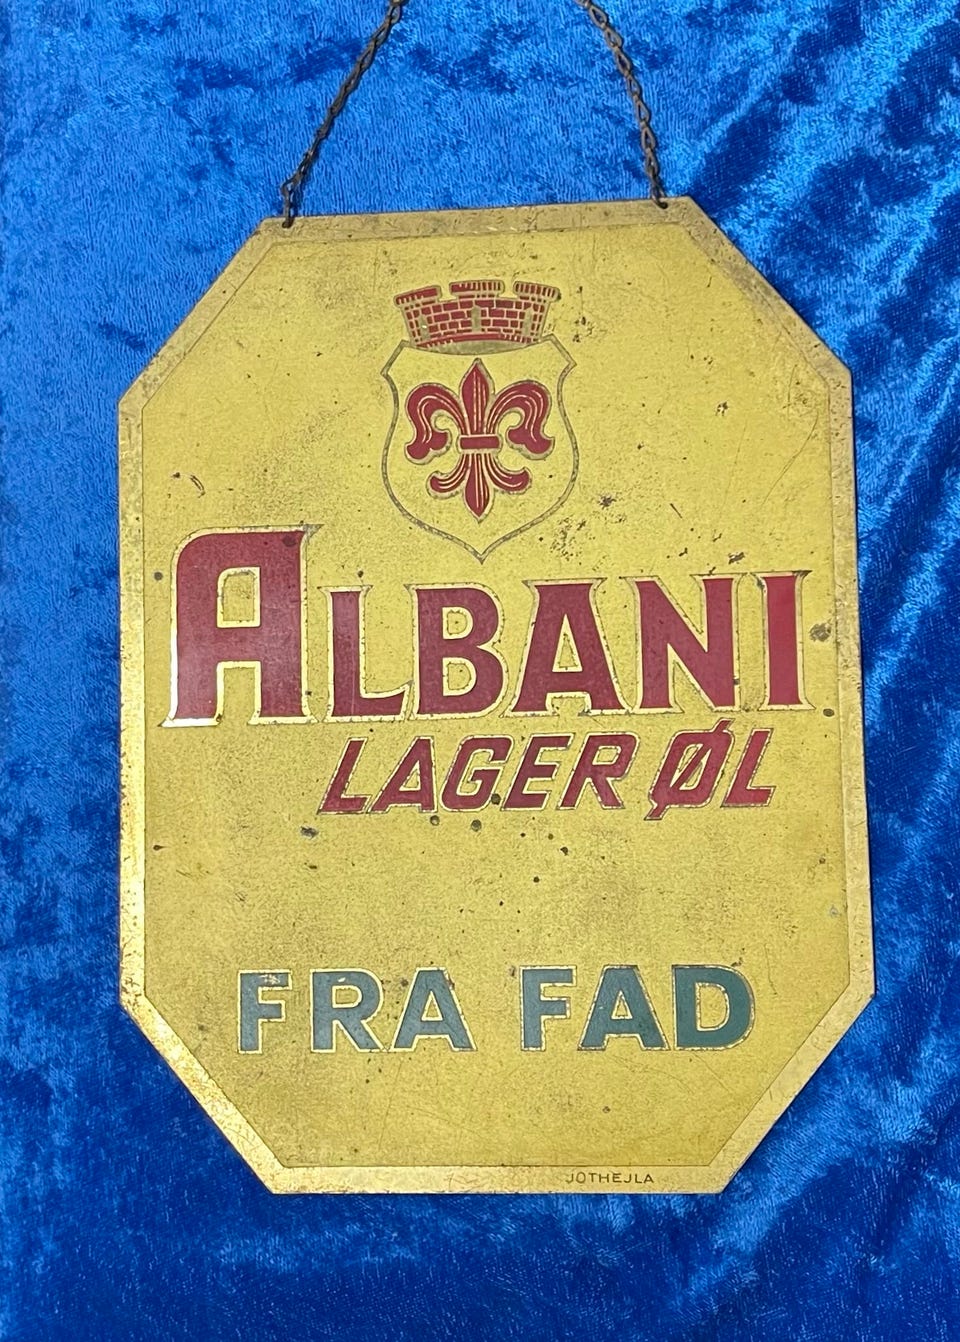 ALBANI
LAGER ØL
FRA FAD
JOTHEJLA